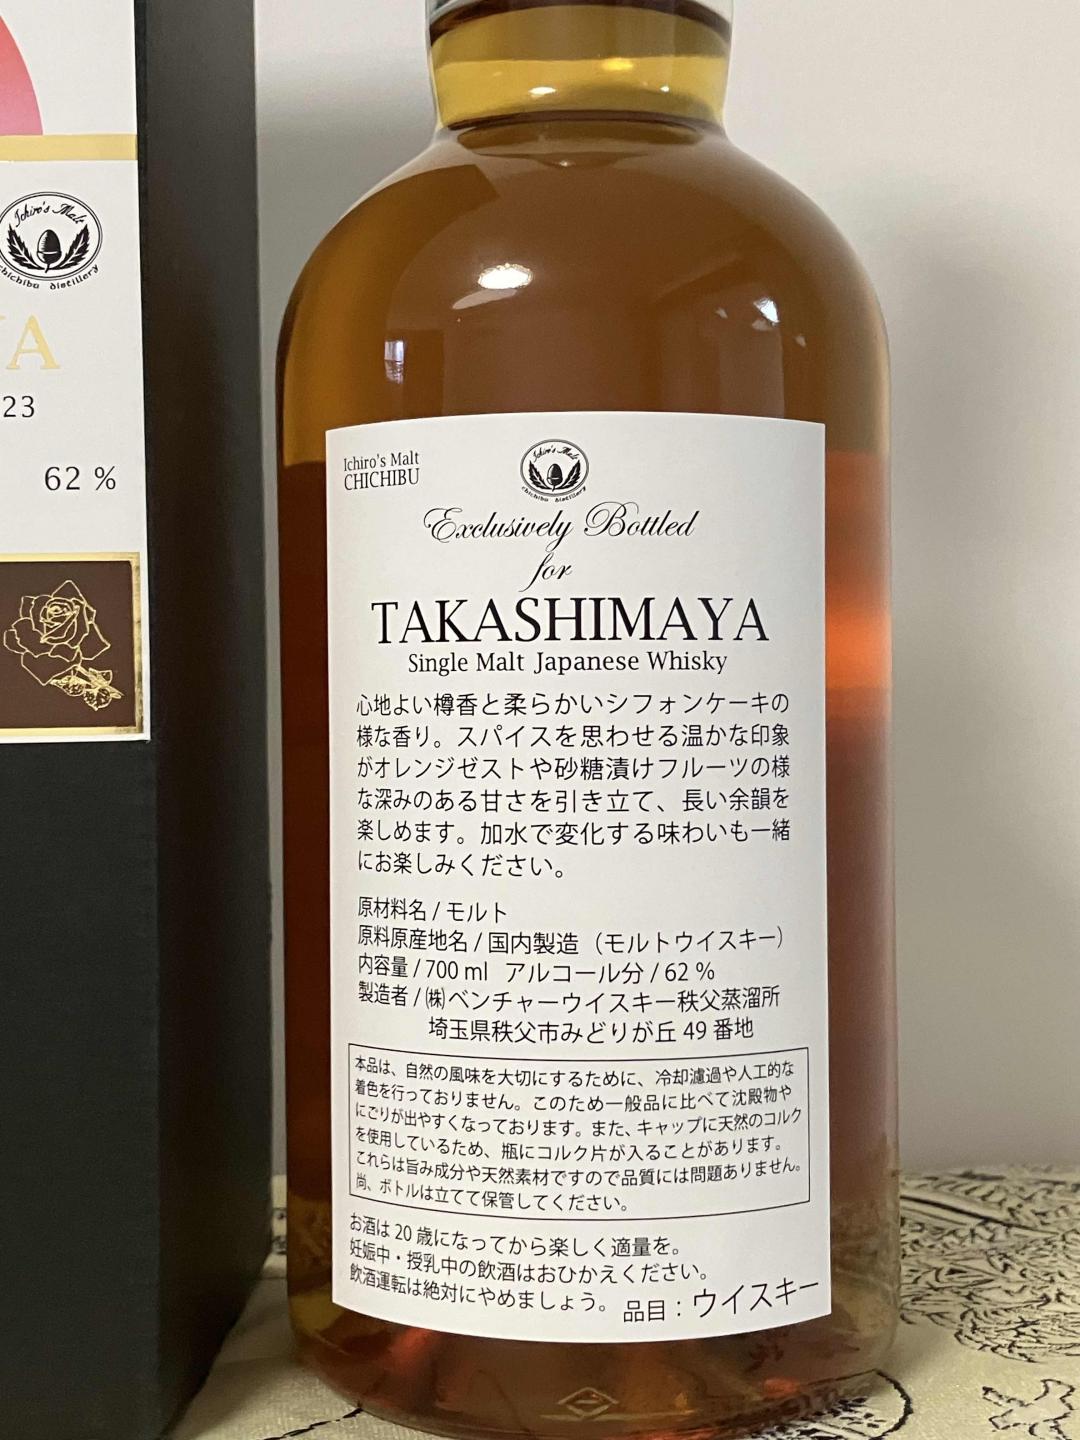 Ichiro's Malt
chichibu distillery
YA
23
62 %
Ichiro's Malt
CHICHIBU
Ichiro's Malt
chichibu distillery
Exclusively Bottled
for
TAKASHIMAYA
Single Malt Japanese Whisky
心地よい樽香と柔らかいシフォンケーキの
様な香り。スパイスを思わせる温かな印象
がオレンジゼストや砂糖漬けフルーツの様
な深みのある甘さを引き立て、長い余韻を
楽しめます。加水で変化する味わいも一緒
にお楽しみください。
原材料名 / モルト
原料原産地名 / 国内製造（モルトウイスキー）
内容量 / 700 ml アルコール分 / 62 %
製造者 / ㈱ベンチャーウイスキー秩父蒸溜所
埼玉県秩父市みどりが丘 49 番地
本品は、自然の風味を大切にするために、冷却濾過や人工的な
着色を行っておりません。このため一般品に比べて沈殿物や
にごりが出やすくなっております。また、キャップに天然のコルク
を使用しているため、瓶にコルク片が入ることがあります。
これらは旨み成分や天然素材ですので品質には問題ありません。
尚、ボトルは立てて保管してください。
お酒は 20 歳になってから楽しく適量を。
妊娠中・授乳中の飲酒はおひかえください。
飲酒運転は絶対にやめましょう。 品目：ウイスキー